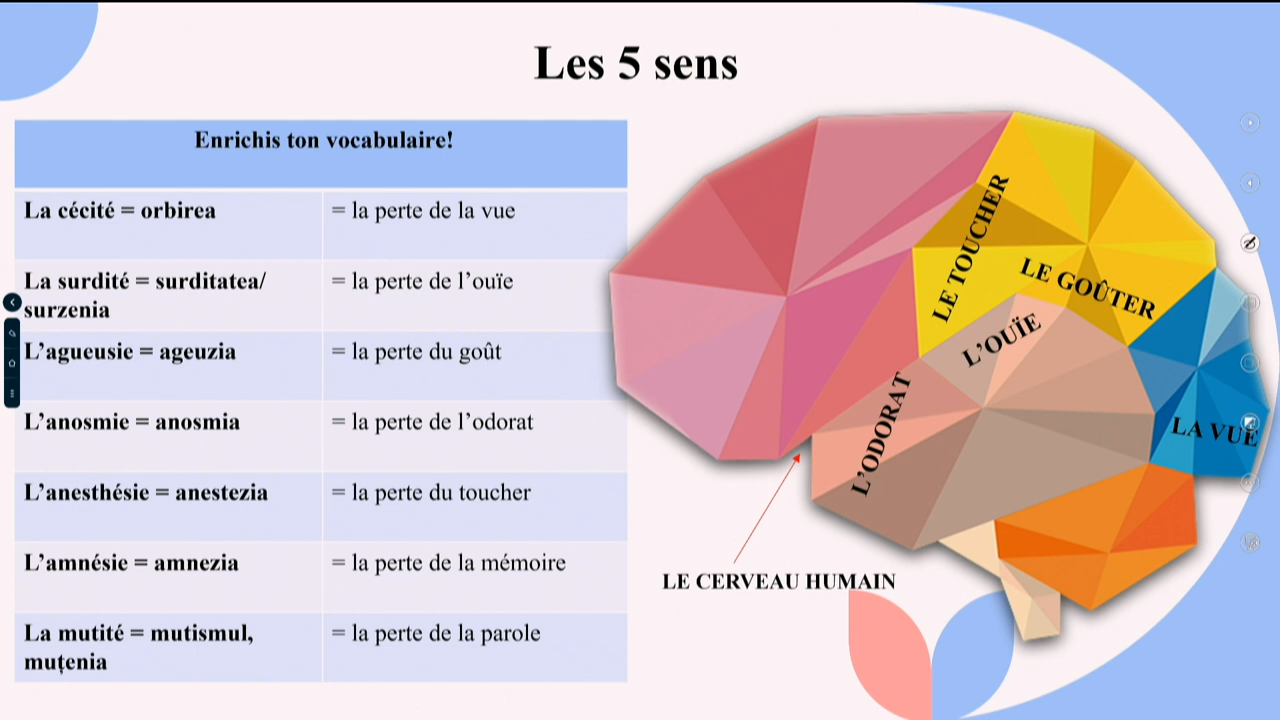 Les 5 sens
Enrichis ton vocabulaire!
La cécité = orbirea
= la perte de la vue
La surdité = surditatea/
surzenia
= la perte de l’ouïe
L’agueusie = ageuzia
= la perte du goût
L’anosmie = anosmia
= la perte de l’odorat
L’anesthésie = anestezia
= la perte du toucher
L’amnésie = amnezia
= la perte de la mémoire
La mutité = mutismul,
muțenia
= la perte de la parole
LE TOUCHER
LE GOÛTER
L’OUÏE
L’ODORAT
LA VUE
LE CERVEAU HUMAIN